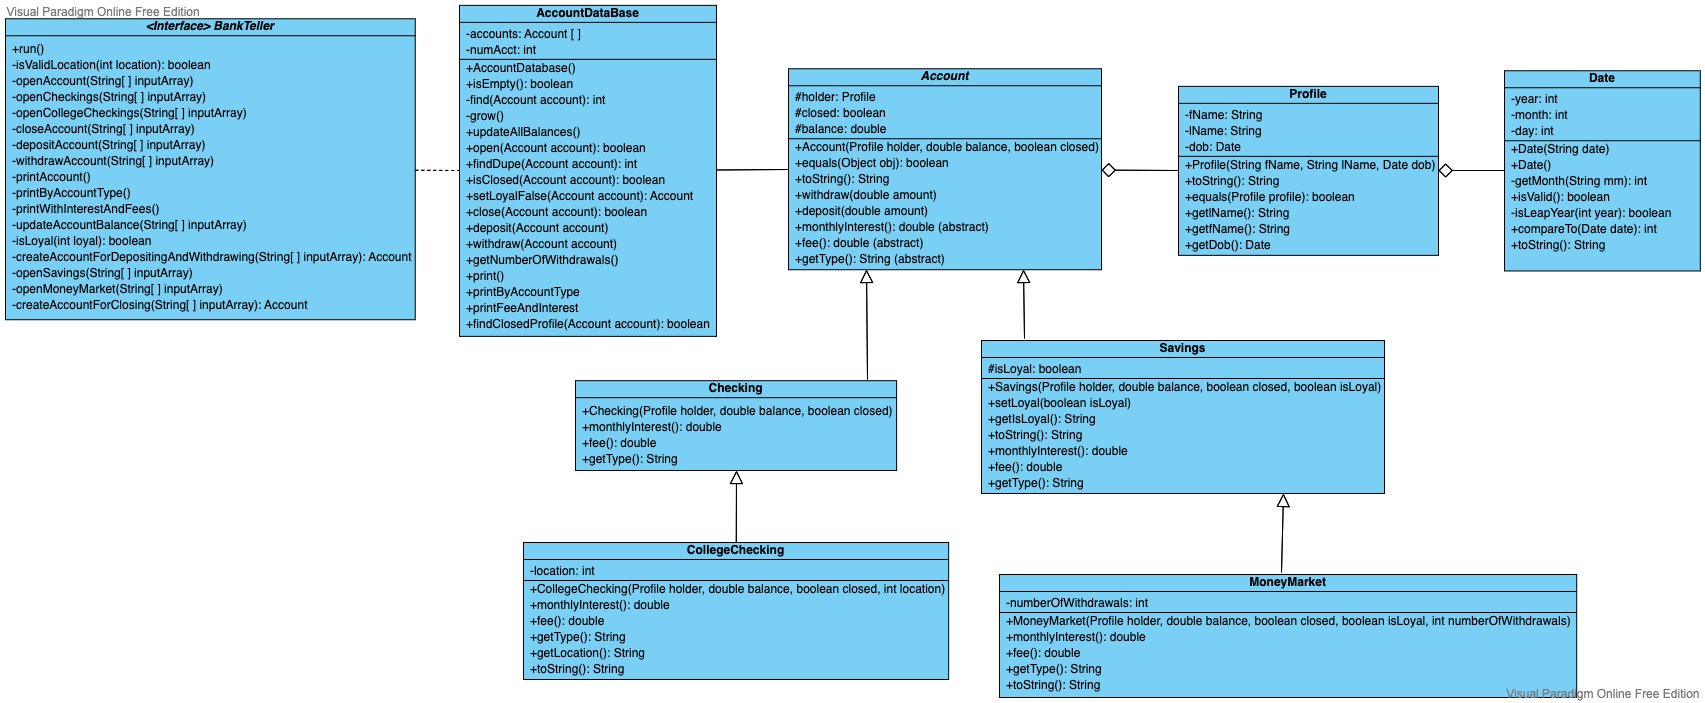 Visual Paradigm Online Free Edition
<Interface> BankTeller
+run()
-isValidLocation(int location): boolean
-openAccount(String[ ] inputArray)
-openCheckings(String[ ] inputArray)
-openCollegeCheckings(String[ ] inputArray)
-closeAccount(String[ ] inputArray)
-depositAccount(String[ ] inputArray)
-withdrawAccount(String[ ] inputArray)
-printAccount()
-printByAccountType()
-printWithInterestAndFees()
-updateAccountBalance(String[ ] inputArray)
-isLoyal(int loyal): boolean
-createAccountForDepositingAndWithdrawing(String[ ] inputArray): Account
-openSavings(String[ ] inputArray)
-openMoneyMarket(String[ ] inputArray)
-createAccountForClosing(String[ ] inputArray): Account
AccountDataBase
-accounts: Account [ ]
-numAcct: int
+AccountDatabase()
+isEmpty(): boolean
-find(Account account): int
-grow()
+updateAllBalances()
+open(Account account): boolean
+findDupe(Account account): int
+isClosed(Account account): boolean
+setLoyalFalse(Account account): Account
+close(Account account): boolean
+deposit(Account account)
+withdraw(Account account)
+getNumberOfWithdrawals()
+print()
+printByAccountType
+printFeeAndInterest
+findClosedProfile(Account account): boolean
Account
#holder: Profile
#closed: boolean
#balance: double
+Account(Profile holder, double balance, boolean closed)
+equals(Object obj): boolean
+toString(): String
+withdraw(double amount)
+deposit(double amount)
+monthlyInterest(): double (abstract)
+fee(): double (abstract)
+getType(): String (abstract)
Profile
-fName: String
-lName: String
-dob: Date
+Profile(String fName, String lName, Date dob)
+toString(): String
+equals(Profile profile): boolean
+getlName(): String
+getfName(): String
+getDob(): Date
Date
-year: int
-month: int
-day: int
+Date(String date)
+Date()
-getMonth(String mm): int
+isValid(): boolean
-isLeapYear(int year): boolean
+compareTo(Date date): int
+toString(): String
Checking
+Checking(Profile holder, double balance, boolean closed)
+monthlyInterest(): double
+fee(): double
+getType(): String
Savings
#isLoyal: boolean
+Savings(Profile holder, double balance, boolean closed, boolean isLoyal)
+setLoyal(boolean isLoyal)
+getIsLoyal(): String
+toString(): String
+monthlyInterest(): double
+fee(): double
+getType(): String
CollegeChecking
-location: int
+CollegeChecking(Profile holder, double balance, boolean closed, int location)
+monthlyInterest(): double
+fee(): double
+getType(): String
+getLocation(): String
+toString(): String
MoneyMarket
-numberOfWithdrawals: int
+MoneyMarket(Profile holder, double balance, boolean closed, boolean isLoyal, int numberOfWithdrawals)
+monthlyInterest(): double
+fee(): double
+getType(): String
+toString(): String
Visual Paradigm Online Free Edition